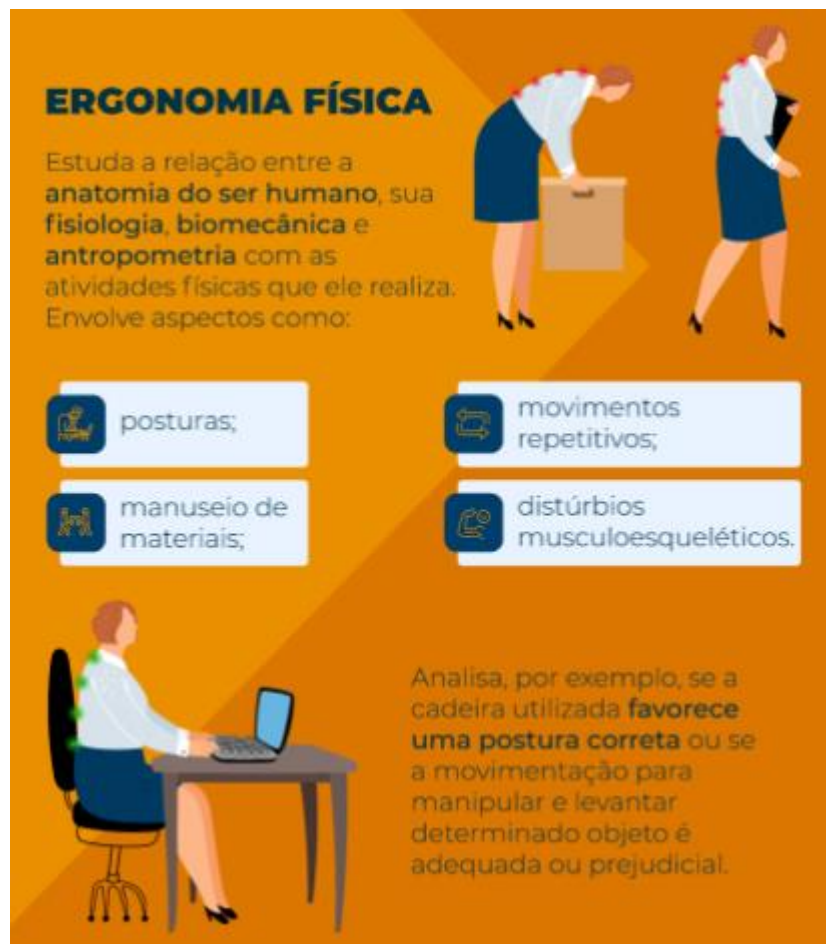 ERGONOMIA FÍSICA
Estuda a relação entre a
anatomia do ser humano, sua
fisiologia, biomecânica e
antropometria com as
atividades físicas que ele realiza.
Envolve aspectos como:
posturas;
movimentos
repetitivos;
manuseio de
materiais;
distúrbios
musculoesqueléticos.
Analisa, por exemplo, se a
cadeira utilizada favorece
uma postura correta ou se
a movimentação para
manipular e levantar
determinado objeto é
adequada ou prejudicial.